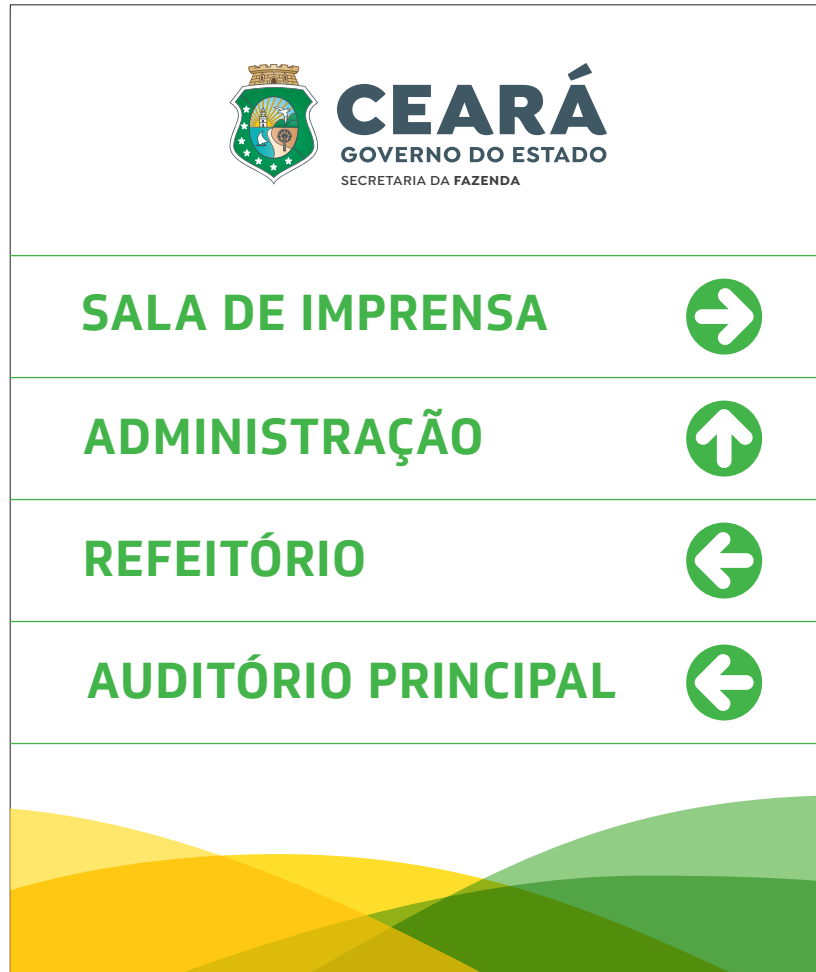 CEARÁ
GOVERNO DO ESTADO
SECRETARIA DA FAZENDA
SALA DE IMPRENSA
ADMINISTRAÇÃO
REFEITÓRIO
AUDITÓRIO PRINCIPAL